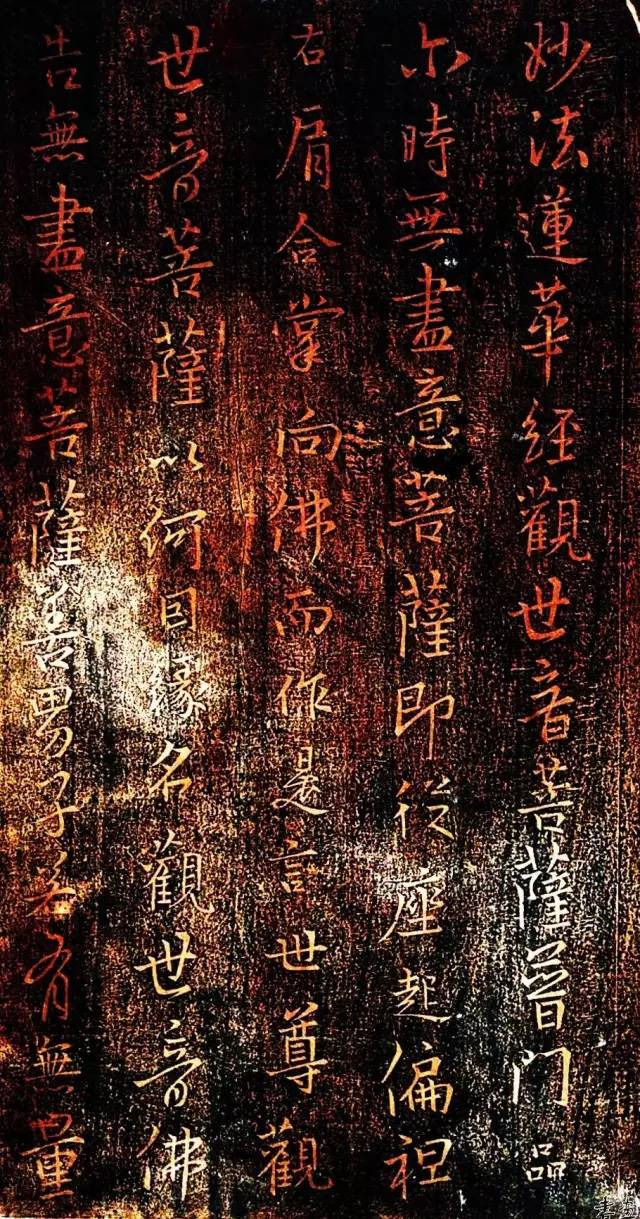 妙法蓮華經觀世音菩薩普門品
尓時無盡意菩薩即從座起偏袒
右肩合掌向佛而作是言世尊觀
世音菩薩以何因緣名觀世音佛
告無盡意菩薩善男子若有無量